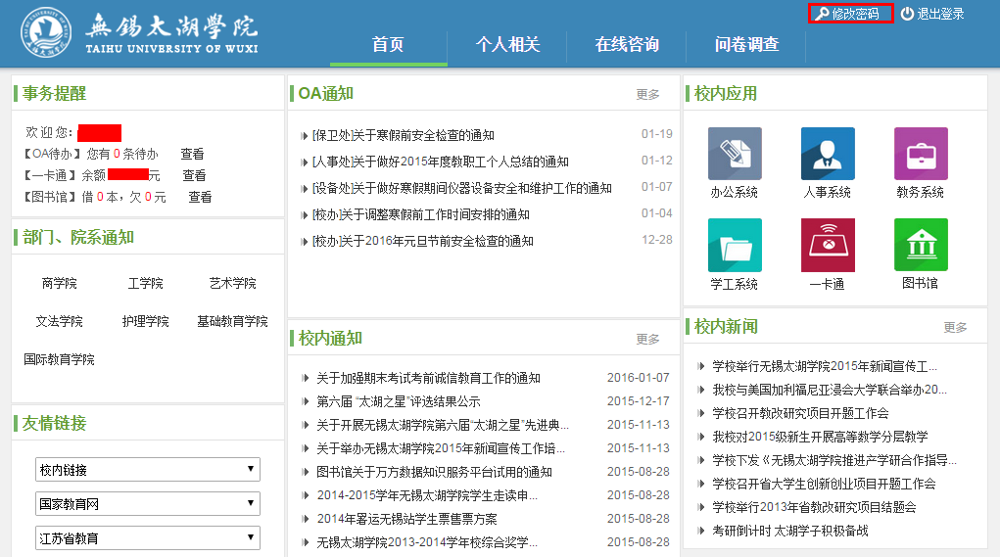 無锡太湖学院
TAIHU UNIVERSITY OF WUXI
修改密码 退出登录
首页 个人相关 在线咨询 问卷调查
事务提醒
欢 迎 您:
【OA待办】 您有 0 条待办 查看
【一卡通】 余额 元 查看
【图书馆】 借 0 本，欠 0 元 查看
部门、院系通知
商学院 工学院 艺术学院
文法学院 护理学院 基础教育学院
国际教育学院
友情链接
校内链接
国家教育网
江苏省教育
OA通知 更多
[保卫处]关于寒假前安全检查的通知 01-19
[人事处]关于做好2015年度教职工个人总结的通知 01-12
[设备处]关于做好寒假期间仪器设备安全和维护工作的通知 01-07
[校办]关于调整寒假前工作时间安排的通知 01-04
[校办]关于2016年元旦节前安全检查的通知 12-28
校内通知 更多
关于加强期末考试考前诚信教育工作的通知 2016-01-07
第六届 “太湖之星”评选结果公示 2015-12-17
关于开展无锡太湖学院第六届“太湖之星”先进典... 2015-11-13
关于举办无锡太湖学院2015年新闻宣传工作培... 2015-11-13
图书馆关于万方数据知识服务平台试用的通知 2015-08-28
2014-2015学年无锡太湖学院学生走读申... 2015-08-28
2014年署运无锡站学生票售票方案 2015-08-28
无锡太湖学院2013-2014学年校综合奖学... 2015-08-28
校内应用
办公系统 人事系统 教务系统
学工系统 一卡通 图书馆
校内新闻 更多
学校举行无锡太湖学院2015年新闻宣传工...
我校与美国加利福尼亚浸会大学联合举办20...
学校召开教改研究项目开题工作会
我校对2015级新生开展高等数学分层教学
学校下发《无锡太湖学院推进产学研合作指导...
学校召开省大学生创新创业项目开题工作会
学校举行2013年省教改研究项目结题会
考研倒计时 太湖学子积极备战